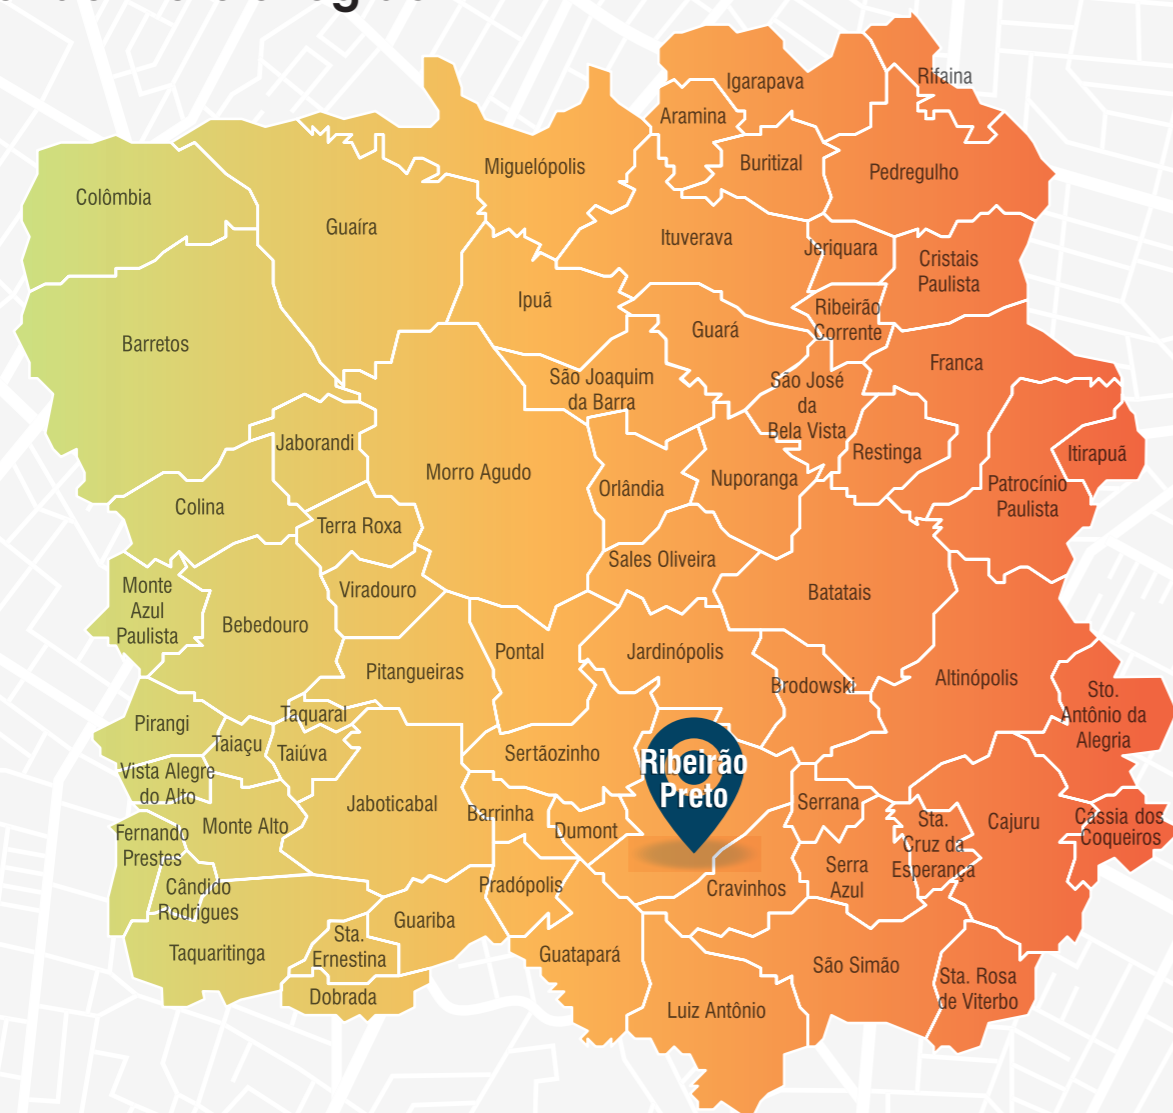 Igarapava
Rifaina
Aramina
Miguelópolis
Buritizal
Pedregulho
Colômbia
Guaíra
Ituverava
Jeriquara
Cristais
Paulista
Ipuã
Ribeirão
Corrente
Barretos
Guará
Franca
São Joaquim
da Barra
São José
da
Bela Vista
Jaborandi
Morro Agudo
Restinga
Itirapuã
Nuporanga
Orlândia
Patrocínio
Paulista
Colina
Terra Roxa
Sales Oliveira
Monte
Azul
Paulista
Viradouro
Batatais
Bebedouro
Pontal
Jardinópolis
Pitangueiras
Brodowski
Altinópolis
Sto.
Antônio da
Alegria
Pirangi
Taquaral
Taiaçu
Taiúva
Sertãozinho
Ribeirão
Preto
Vista Alegre
do Alto
Jaboticabal
Barrinha
Serrana
Cássia dos
Coqueiros
Fernando
Prestes
Monte Alto
Dumont
Sta.
Cruz da
Esperança
Cajuru
Serra
Azul
Cândido
Rodrigues
Pradópolis
Cravinhos
Guariba
Sta.
Ernestina
Taquaritinga
Guatapará
São Simão
Sta. Rosa
de Viterbo
Dobrada
Luiz Antônio